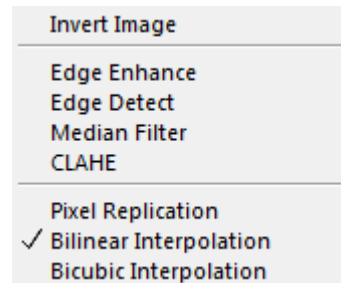 Invert Image
Edge Enhance
Edge Detect
Median Filter
CLAHE
Pixel Replication
Bilinear Interpolation
Bicubic Interpolation